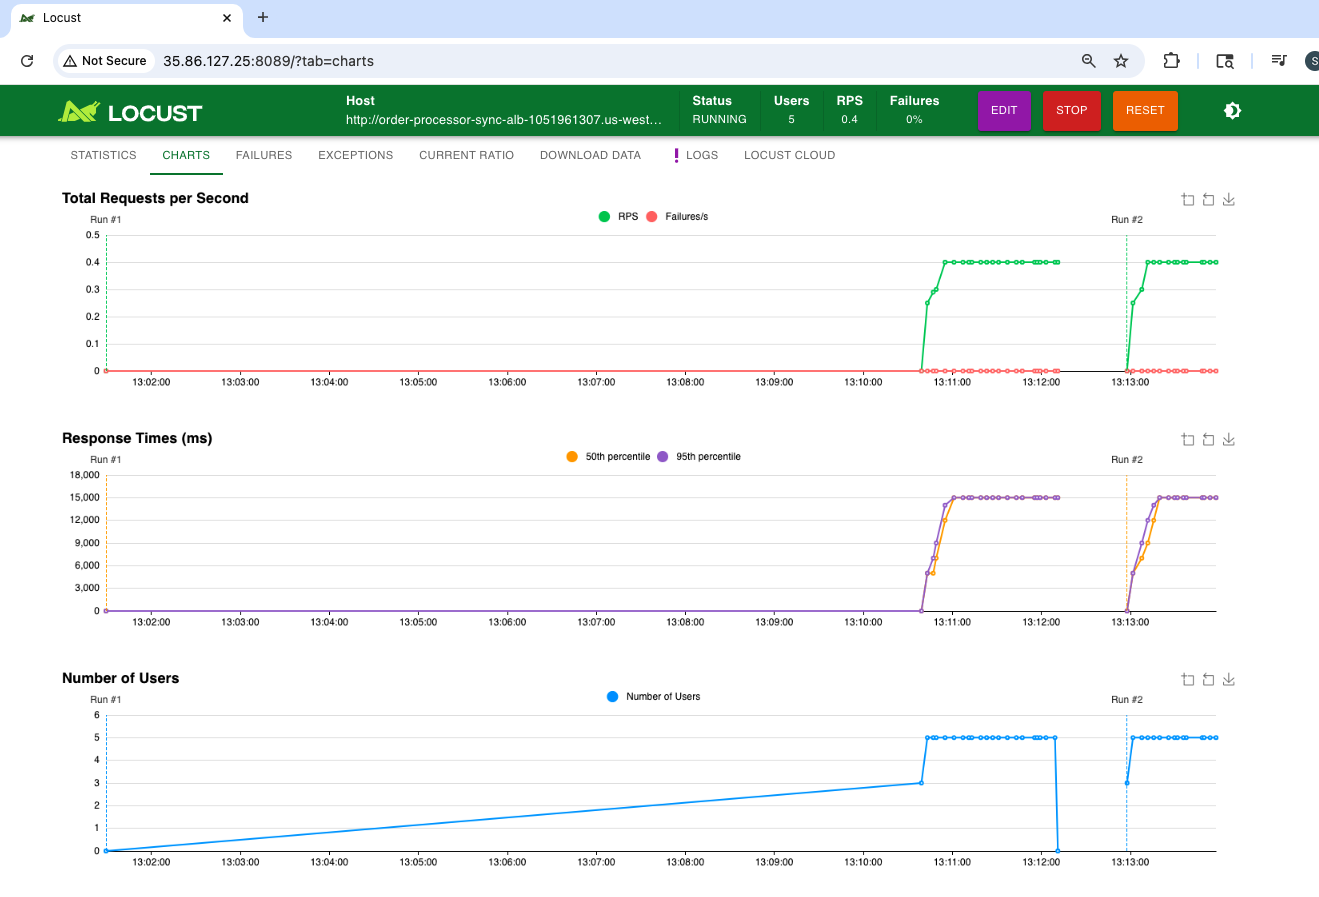 Locust
Not Secure 35.86.127.25:8089/?tab=charts
S
LOCUST
Host
http://order-processor-sync-alb-1051961307.us-west...
Status
RUNNING
Users
5
RPS
0.4
Failures
0%
EDIT
STOP
RESET
STATISTICS CHARTS FAILURES EXCEPTIONS CURRENT RATIO DOWNLOAD DATA ! LOGS LOCUST CLOUD
Total Requests per Second
RPS Failures/s
Run #1 Run #2
0.5
0.4
0.3
0.2
0.1
0
13:02:00 13:03:00 13:04:00 13:05:00 13:06:00 13:07:00 13:08:00 13:09:00 13:10:00 13:11:00 13:12:00 13:13:00
Response Times (ms)
50th percentile 95th percentile
Run #1 Run #2
18,000
15,000
12,000
9,000
6,000
3,000
0
13:02:00 13:03:00 13:04:00 13:05:00 13:06:00 13:07:00 13:08:00 13:09:00 13:10:00 13:11:00 13:12:00 13:13:00
Number of Users
Number of Users
Run #1 Run #2
6
5
4
3
2
1
0
13:02:00 13:03:00 13:04:00 13:05:00 13:06:00 13:07:00 13:08:00 13:09:00 13:10:00 13:11:00 13:12:00 13:13:00